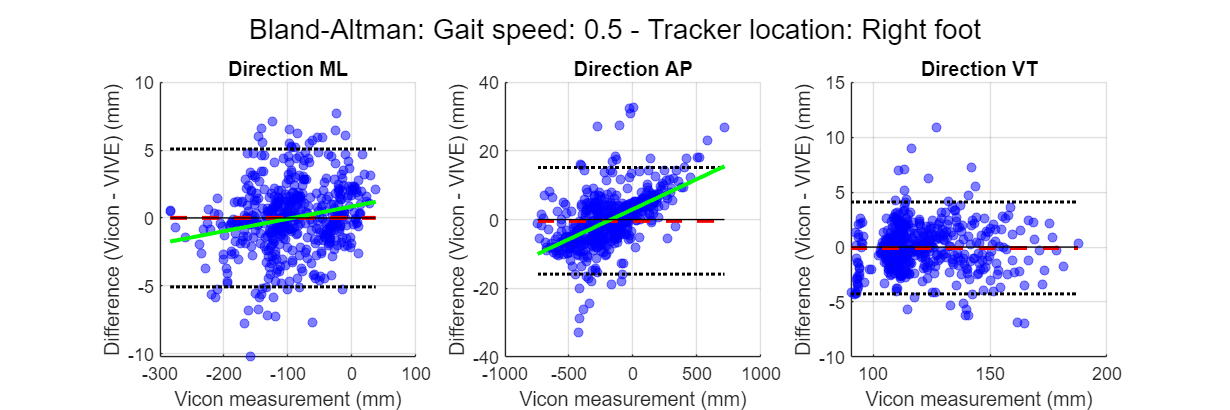 Bland-Altman: Gait speed: 0.5 - Tracker location: Right foot
Direction ML
10
5
0
-5
-10
-300
-200
-100
0
100
Difference (Vicon - VIVE) (mm)
Vicon measurement (mm)
Direction AP
40
20
0
-20
-40
-1000
-500
0
500
1000
Difference (Vicon - VIVE) (mm)
Vicon measurement (mm)
Direction VT
15
10
5
0
-5
-10
100
150
200
Difference (Vicon - VIVE) (mm)
Vicon measurement (mm)